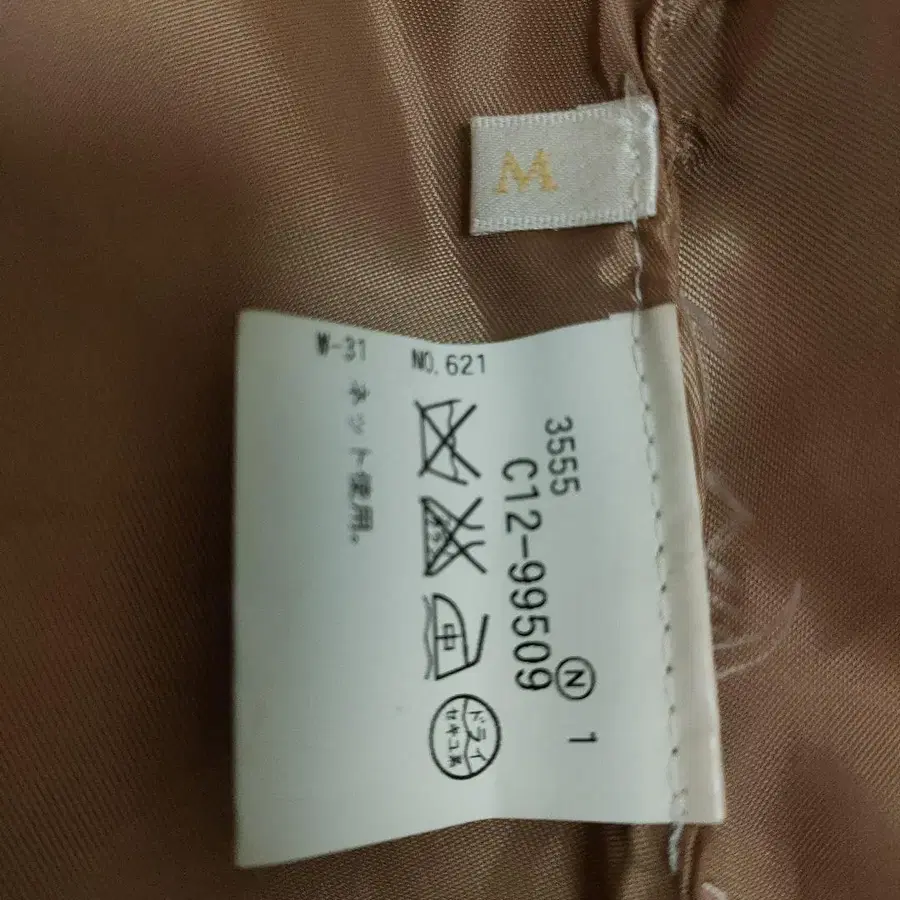 M
3555
C12-99509
Ⓝ 1
中
ドライ
セキユ系
ネット使用。
NO. 621
W-31